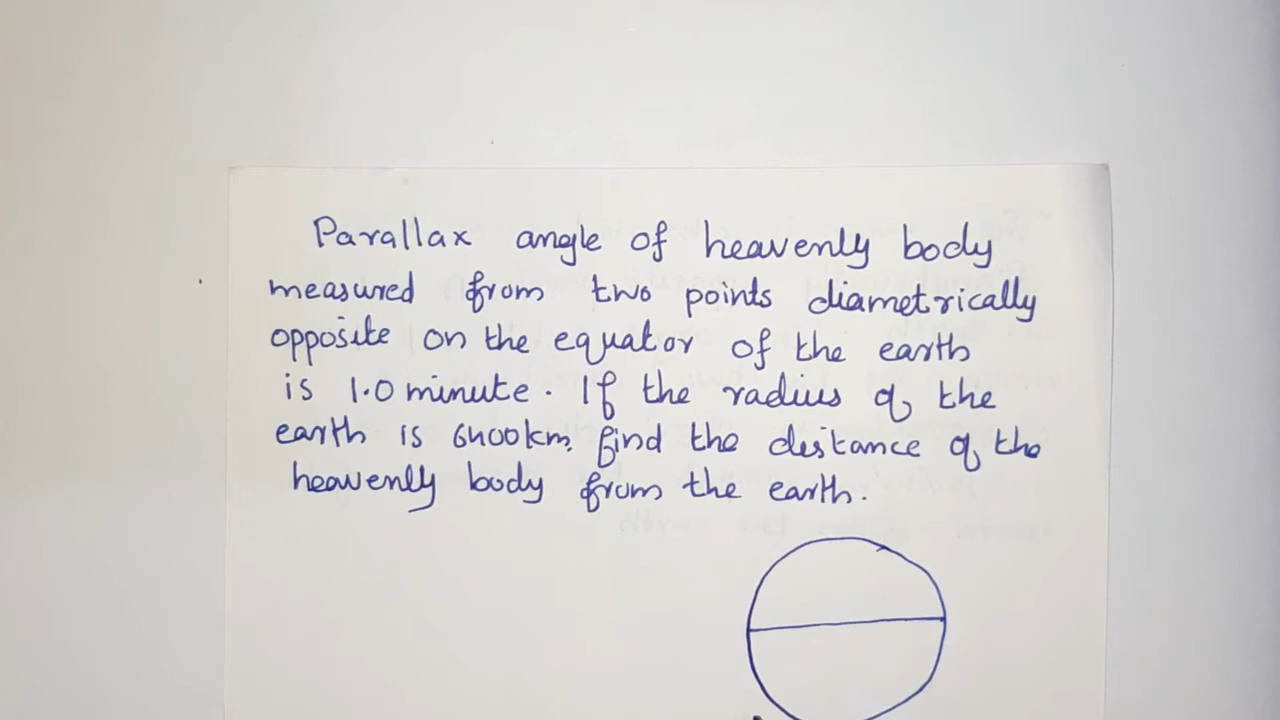 Parallax angle of heavenly body
measured from two points diametrically
opposite on the equator of the earth
is 1.0 minute. If the radius of the
earth is 6400km, find the distance of the
heavenly body from the earth.